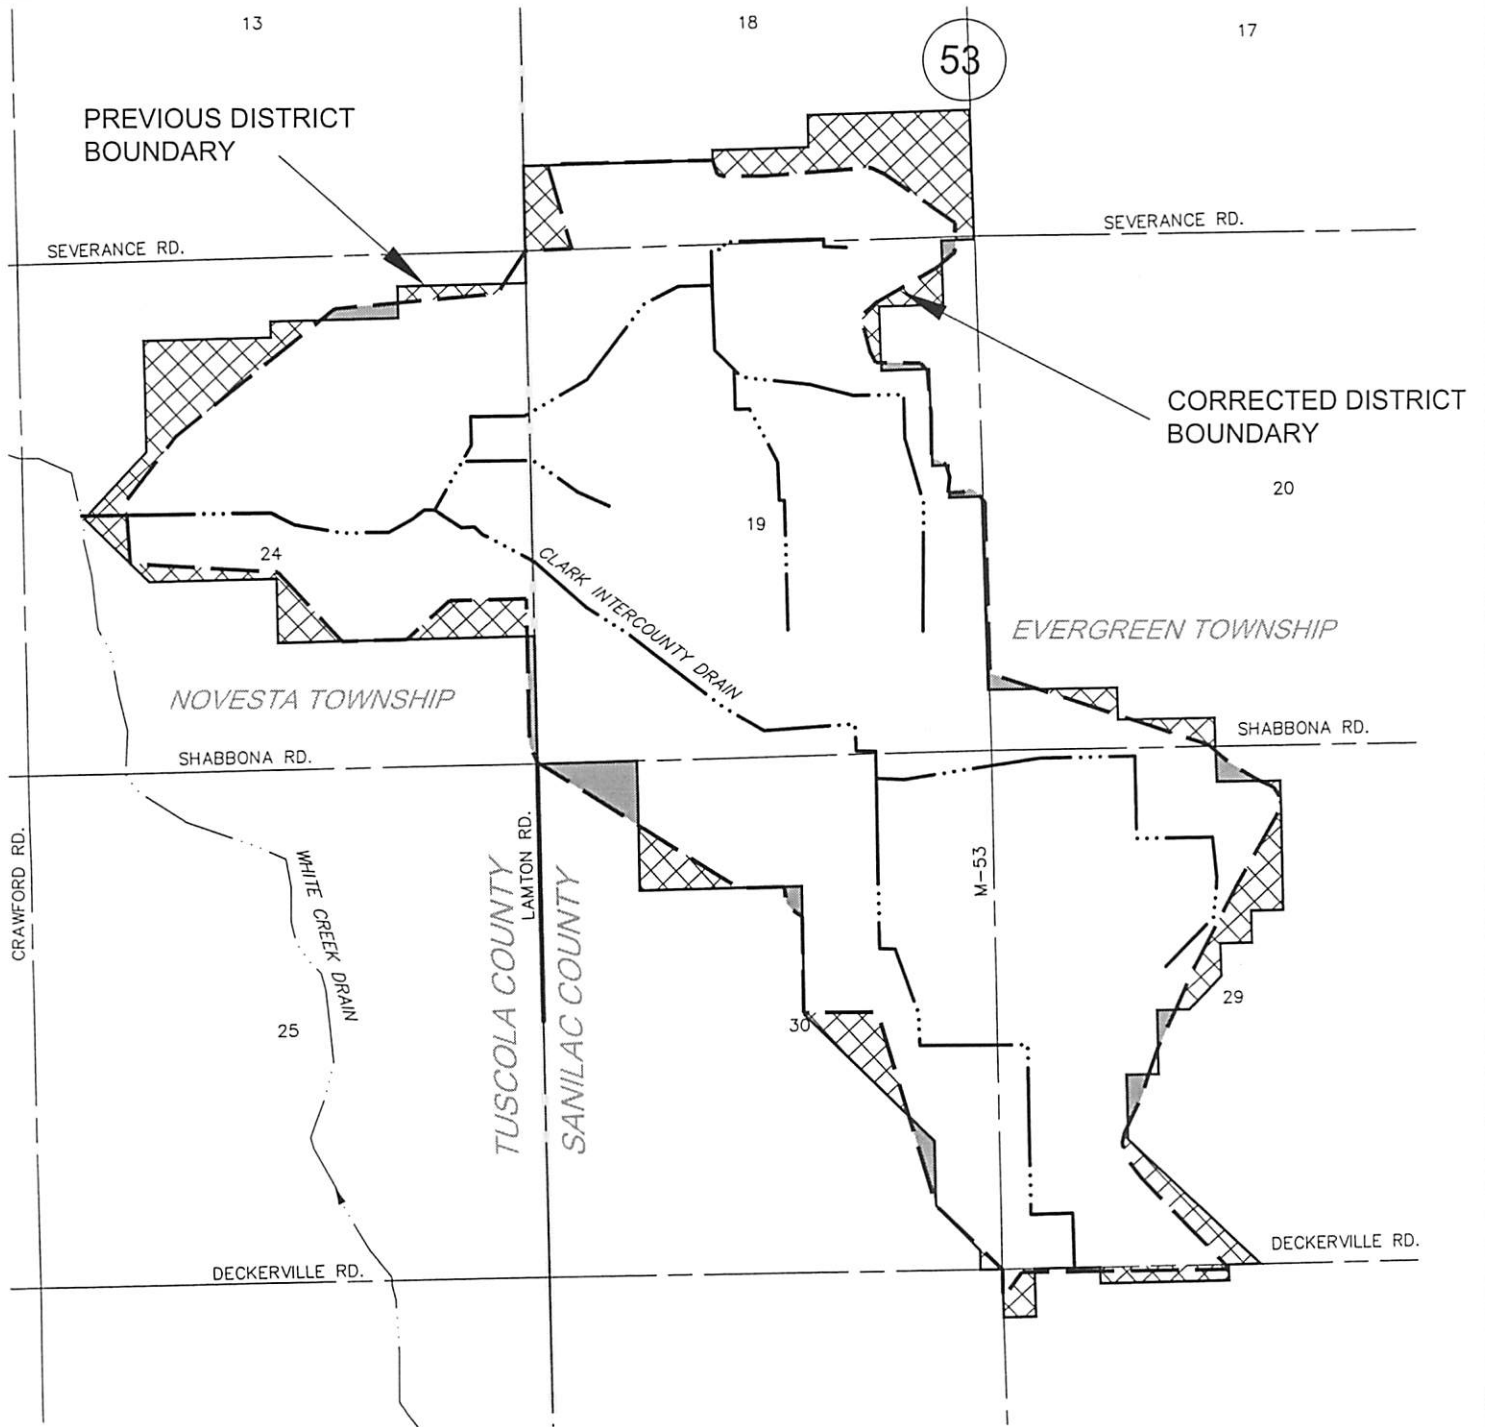 13
18
17
53
PREVIOUS DISTRICT
BOUNDARY
SEVERANCE RD.
SEVERANCE RD.
CORRECTED DISTRICT
BOUNDARY
20
19
24
CLARK INTERCOUNTY DRAIN
EVERGREEN TOWNSHIP
NOVESTA TOWNSHIP
SHABBONA RD.
SHABBONA RD.
CRAWFORD RD.
WHITE CREEK DRAIN
LAMTON RD.
M-53
TUSCOLA COUNTY
SANILAC COUNTY
29
30
25
DECKERVILLE RD.
DECKERVILLE RD.